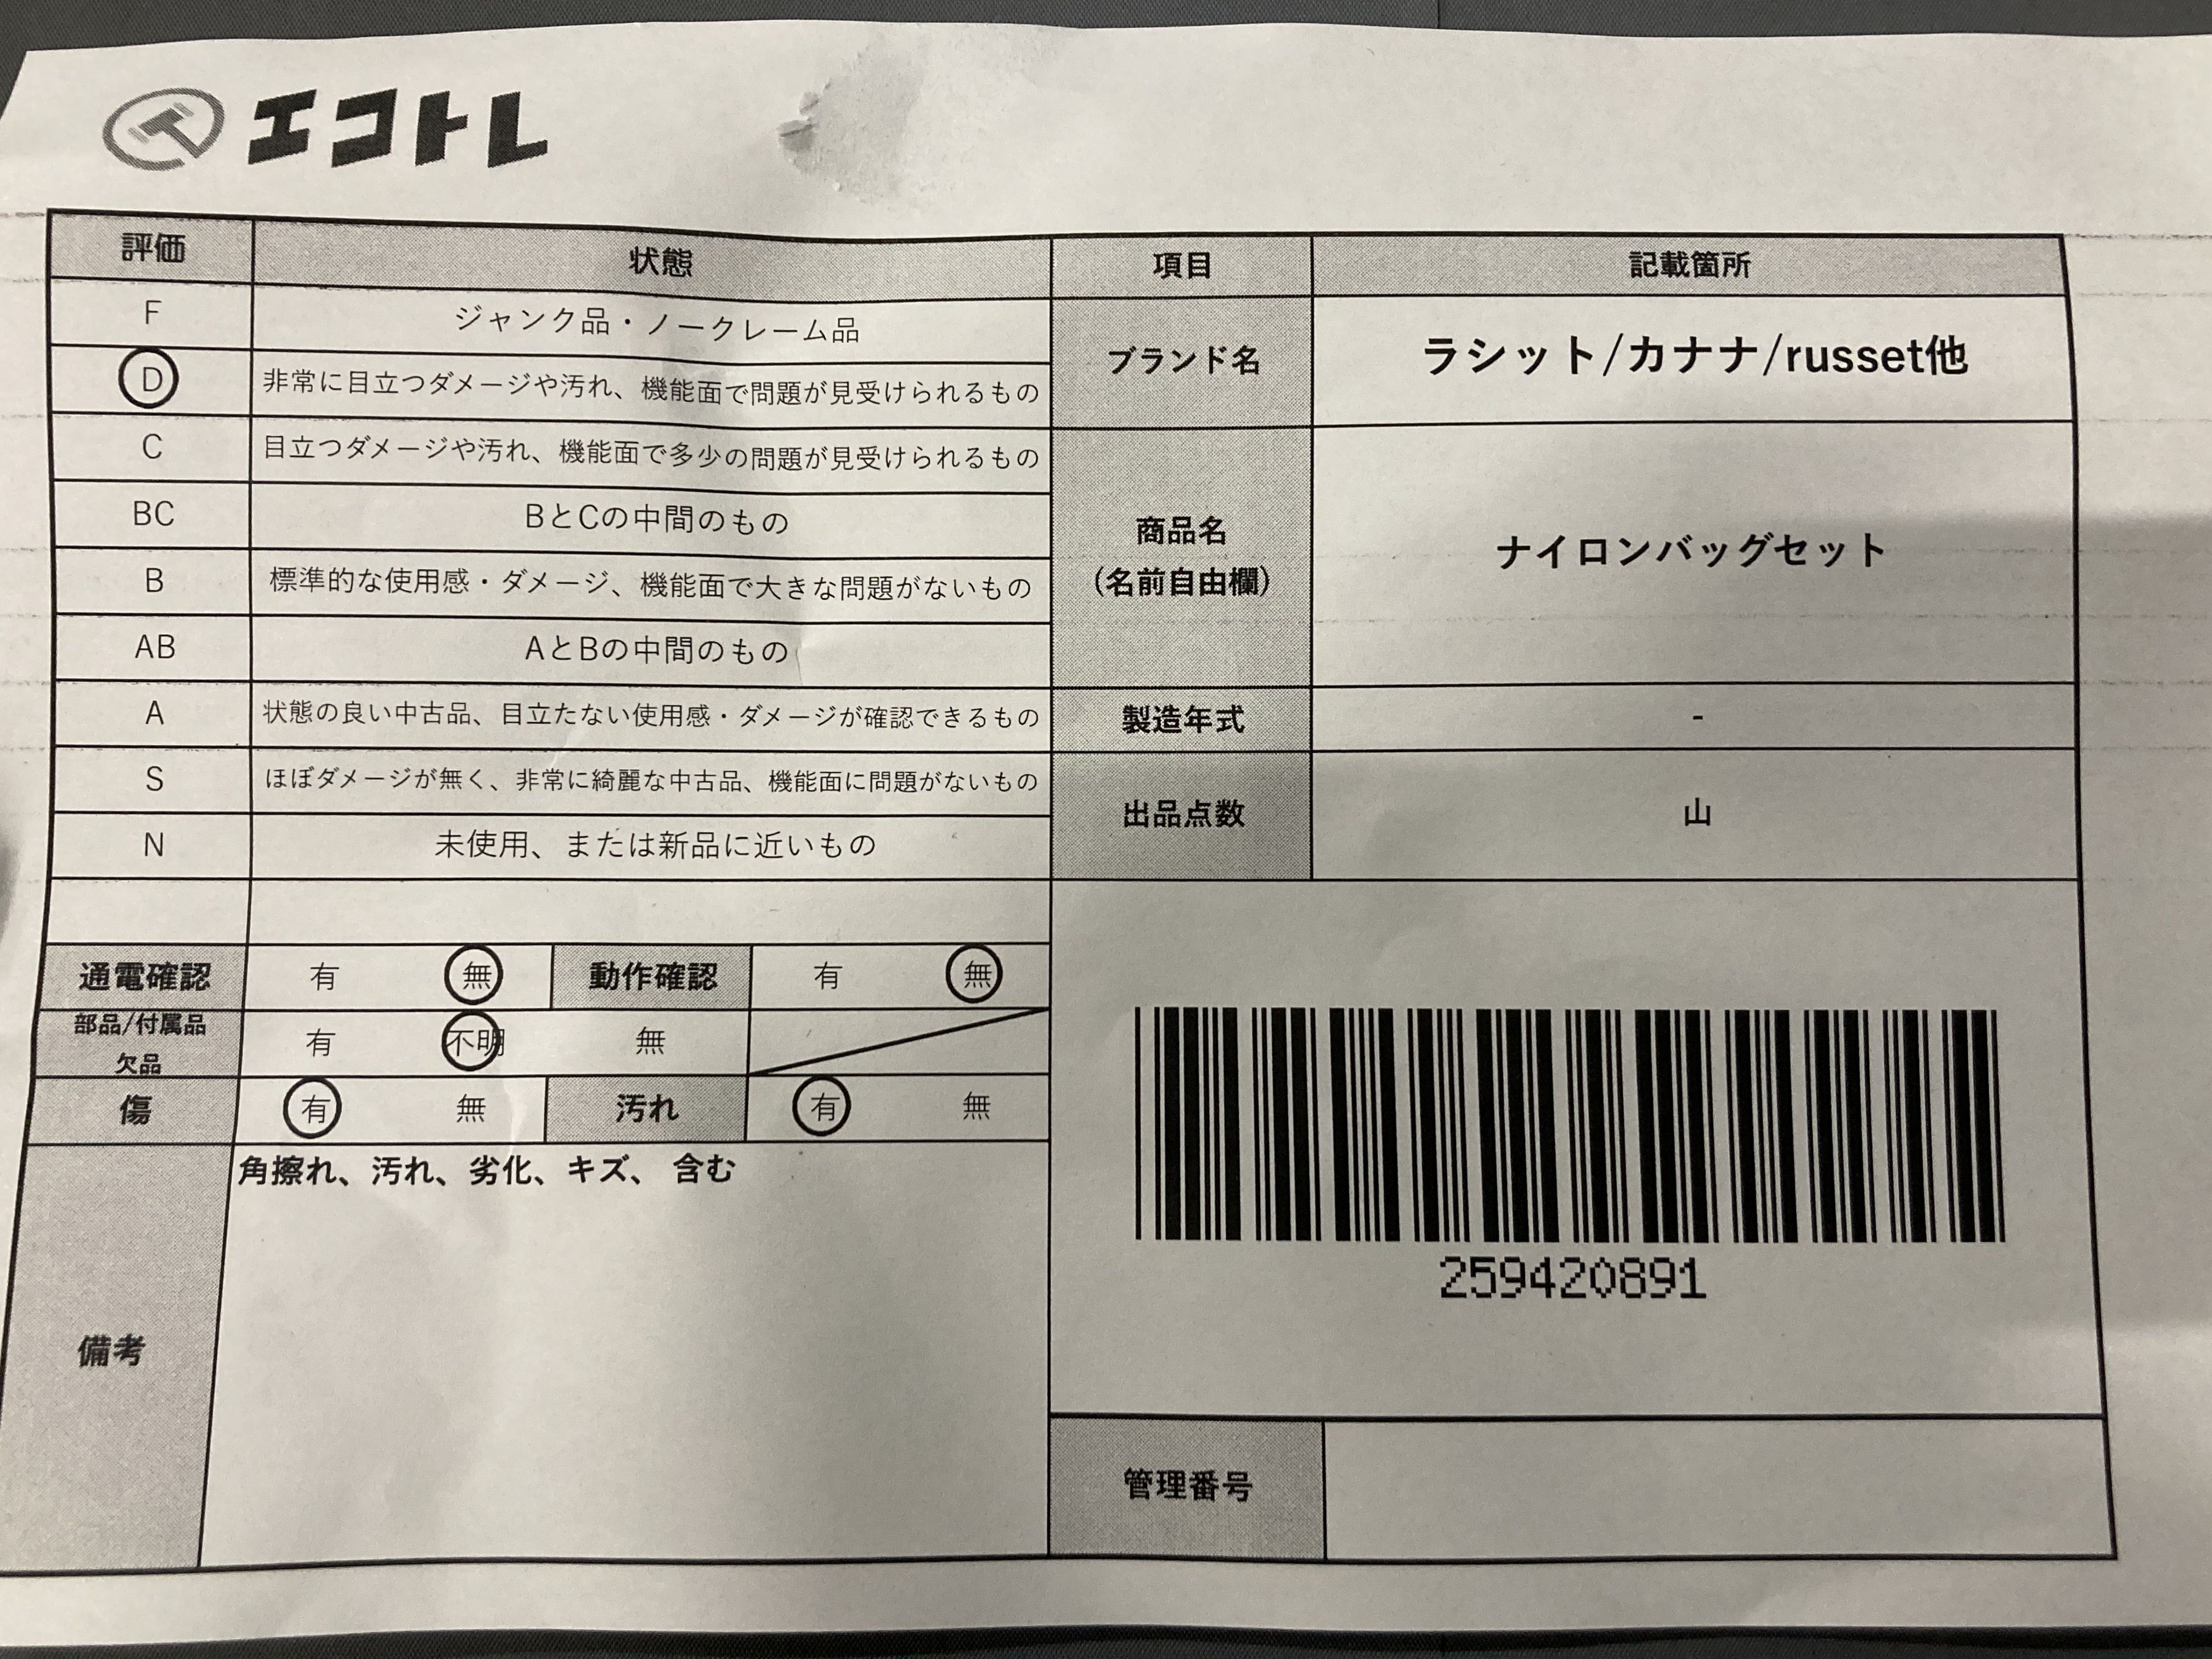 エコトレ
評価 状態 項目 記載箇所
F ジャンク品・ノークレーム品
D 非常に目立つダメージや汚れ、機能面で問題が見受けられるもの
C 目立つダメージや汚れ、機能面で多少の問題が見受けられるもの
BC BとCの中間のもの
B 標準的な使用感・ダメージ、機能面で大きな問題がないもの
AB AとBの中間のもの
A 状態の良い中古品、目立たない使用感・ダメージが確認できるもの
S ほぼダメージが無く、非常に綺麗な中古品、機能面に問題がないもの
N 未使用、または新品に近いもの
ブランド名 ラシット/カナナ/russet他
商品名
(名前自由欄)
ナイロンバッグセット
製造年式 -
出品点数 山
通電確認 有 無 動作確認 有 無
部品/付属品
欠品
有 不明 無
傷 有 無 汚れ 有 無
備考
角擦れ、汚れ、劣化、キズ、 含む
259420891
管理番号